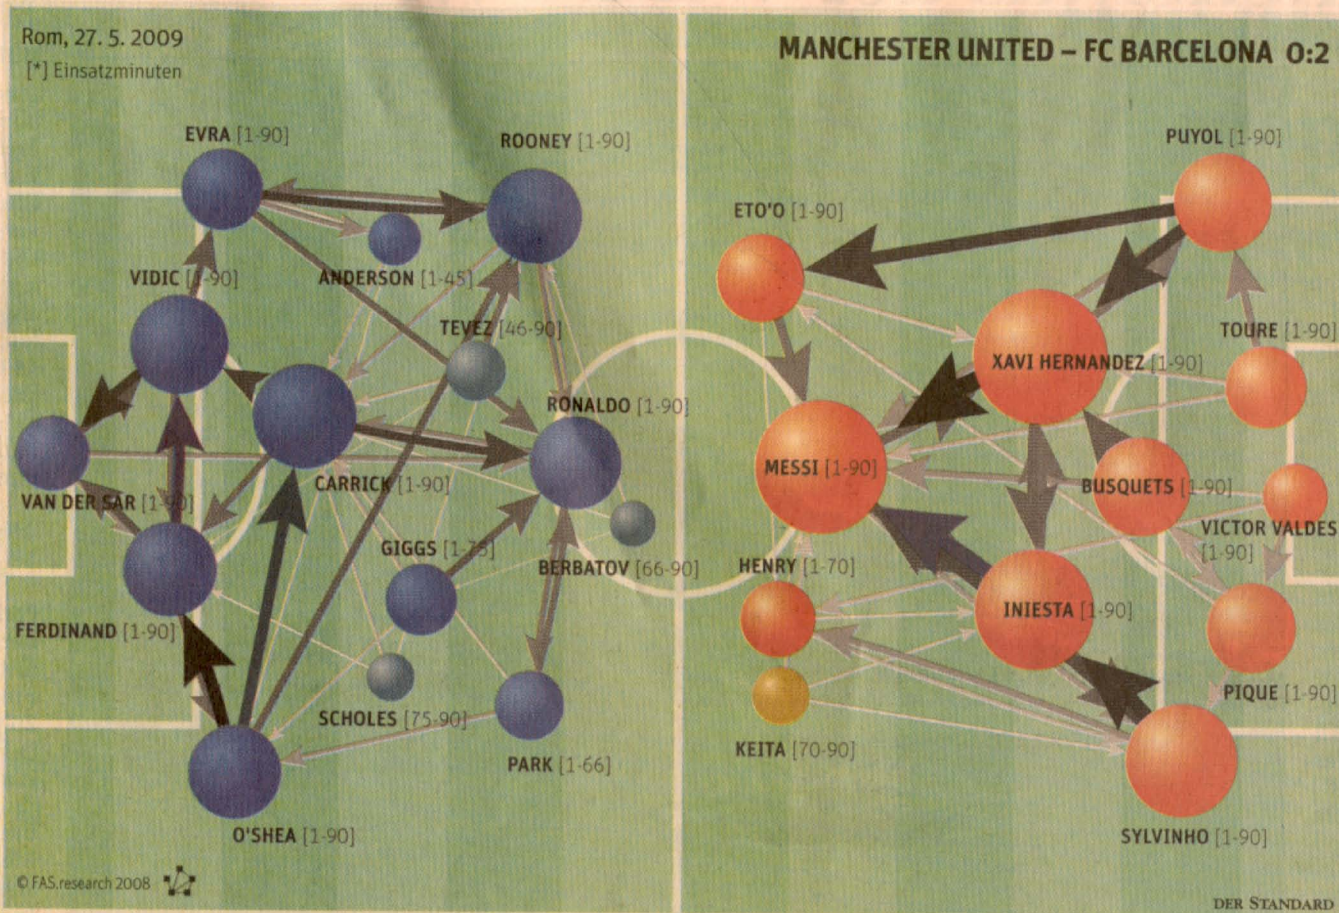 Rom, 27. 5. 2009
[*] Einsatzminuten
MANCHESTER UNITED – FC BARCELONA 0:2
EVRA [1-90]
ROONEY [1-90]
VIDIC [1-90]
ANDERSON [1-45]
TEVEZ [46-90]
RONALDO [1-90]
VAN DER SAR [1-90]
CARRICK [1-90]
GIGGS [1-75]
BERBATOV [66-90]
FERDINAND [1-90]
SCHOLES [75-90]
PARK [1-66]
O'SHEA [1-90]
PUYOL [1-90]
ETO'O [1-90]
TOURE [1-90]
XAVI HERNANDEZ [1-90]
MESSI [1-90]
BUSQUETS [1-90]
VICTOR VALDES
[1-90]
HENRY [1-70]
INIESTA [1-90]
PIQUE [1-90]
KEITA [70-90]
SYLVINHO [1-90]
© FAS.research 2008
DER STANDARD